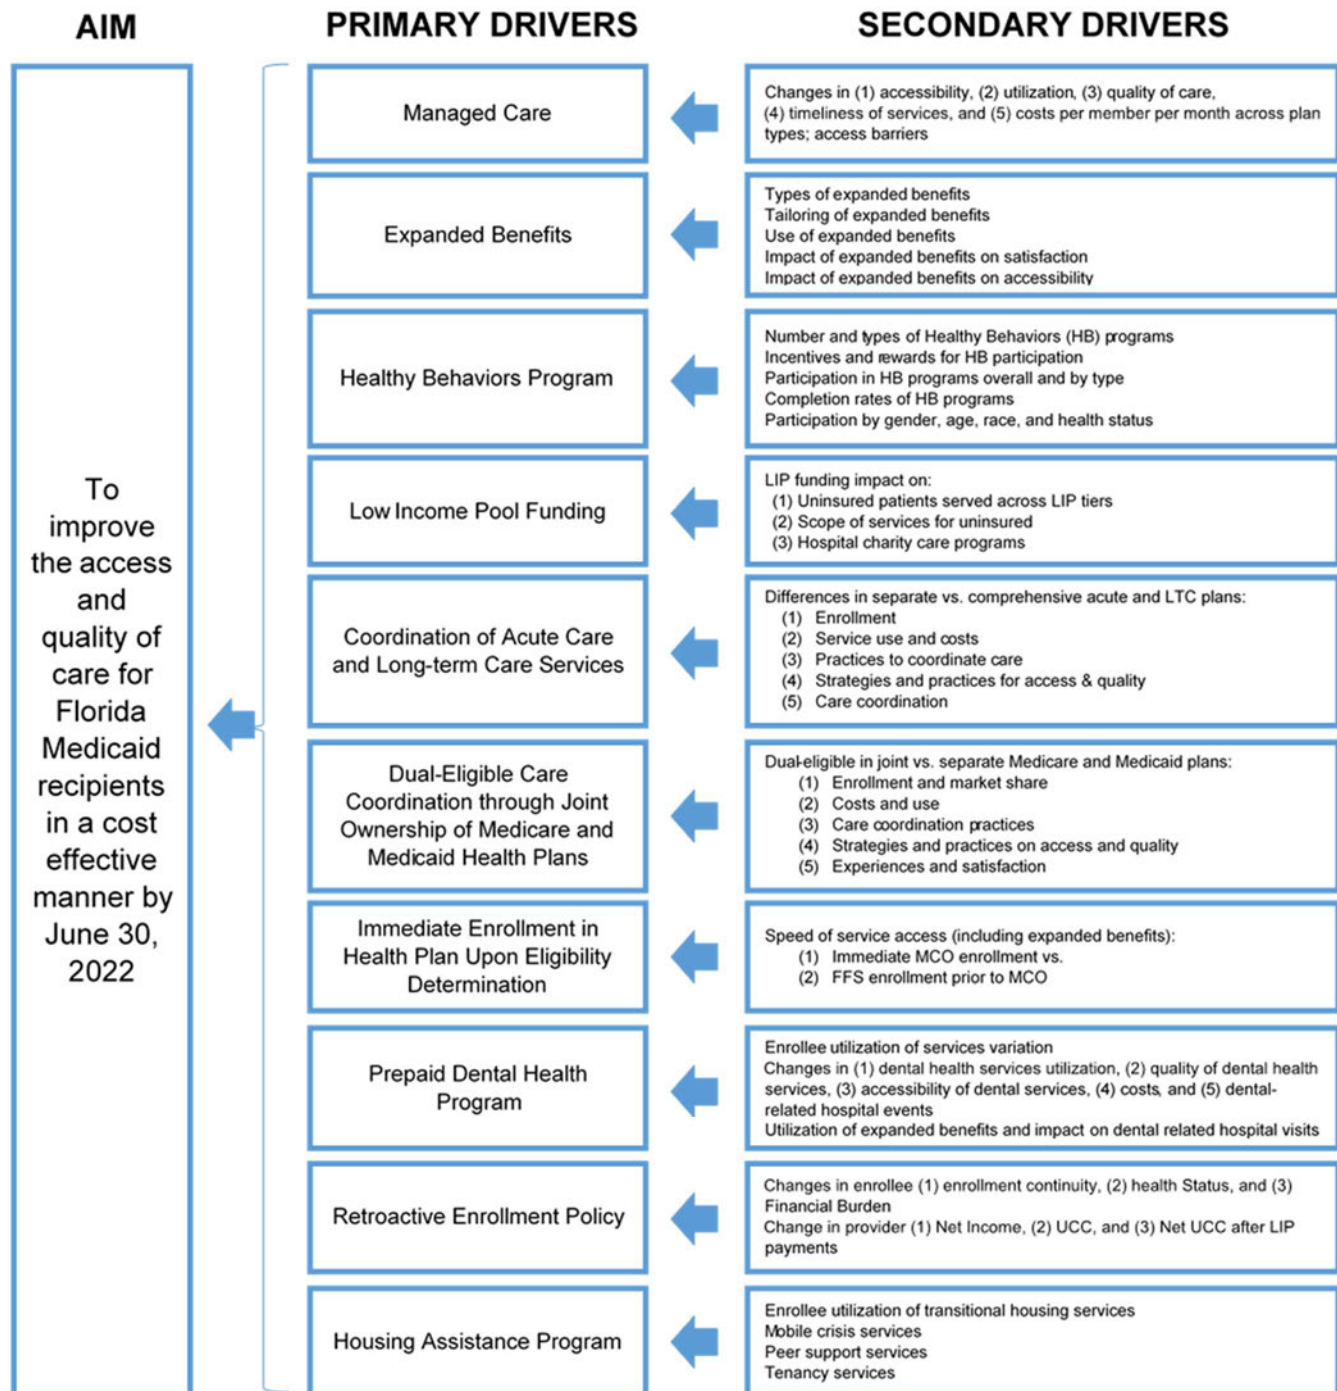 AIM
PRIMARY DRIVERS
SECONDARY DRIVERS
To
improve
the access
and
quality of
care for
Florida
Medicaid
recipients
in a cost
effective
manner by
June 30,
2022
Managed Care
Changes in (1) accessibility, (2) utilization, (3) quality of care,
(4) timeliness of services, and (5) costs per member per month across plan
types; access barriers
Expanded Benefits
Types of expanded benefits
Tailoring of expanded benefits
Use of expanded benefits
Impact of expanded benefits on satisfaction
Impact of expanded benefits on accessibility
Healthy Behaviors Program
Number and types of Healthy Behaviors (HB) programs
Incentives and rewards for HB participation
Participation in HB programs overall and by type
Completion rates of HB programs
Participation by gender, age, race, and health status
Low Income Pool Funding
LIP funding impact on:
(1) Uninsured patients served across LIP tiers
(2) Scope of services for uninsured
(3) Hospital charity care programs
Coordination of Acute Care
and Long-term Care Services
Differences in separate vs. comprehensive acute and LTC plans:
(1) Enrollment
(2) Service use and costs
(3) Practices to coordinate care
(4) Strategies and practices for access & quality
(5) Care coordination
Dual-Eligible Care
Coordination through Joint
Ownership of Medicare and
Medicaid Health Plans
Dual-eligible in joint vs. separate Medicare and Medicaid plans:
(1) Enrollment and market share
(2) Costs and use
(3) Care coordination practices
(4) Strategies and practices on access and quality
(5) Experiences and satisfaction
Immediate Enrollment in
Health Plan Upon Eligibility
Determination
Speed of service access (including expanded benefits):
(1) Immediate MCO enrollment vs.
(2) FFS enrollment prior to MCO
Prepaid Dental Health
Program
Enrollee utilization of services variation
Changes in (1) dental health services utilization, (2) quality of dental health
services, (3) accessibility of dental services, (4) costs, and (5) dental-
related hospital events
Utilization of expanded benefits and impact on dental related hospital visits
Retroactive Enrollment Policy
Changes in enrollee (1) enrollment continuity, (2) health Status, and (3)
Financial Burden
Change in provider (1) Net Income, (2) UCC, and (3) Net UCC after LIP
payments
Housing Assistance Program
Enrollee utilization of transitional housing services
Mobile crisis services
Peer support services
Tenancy services